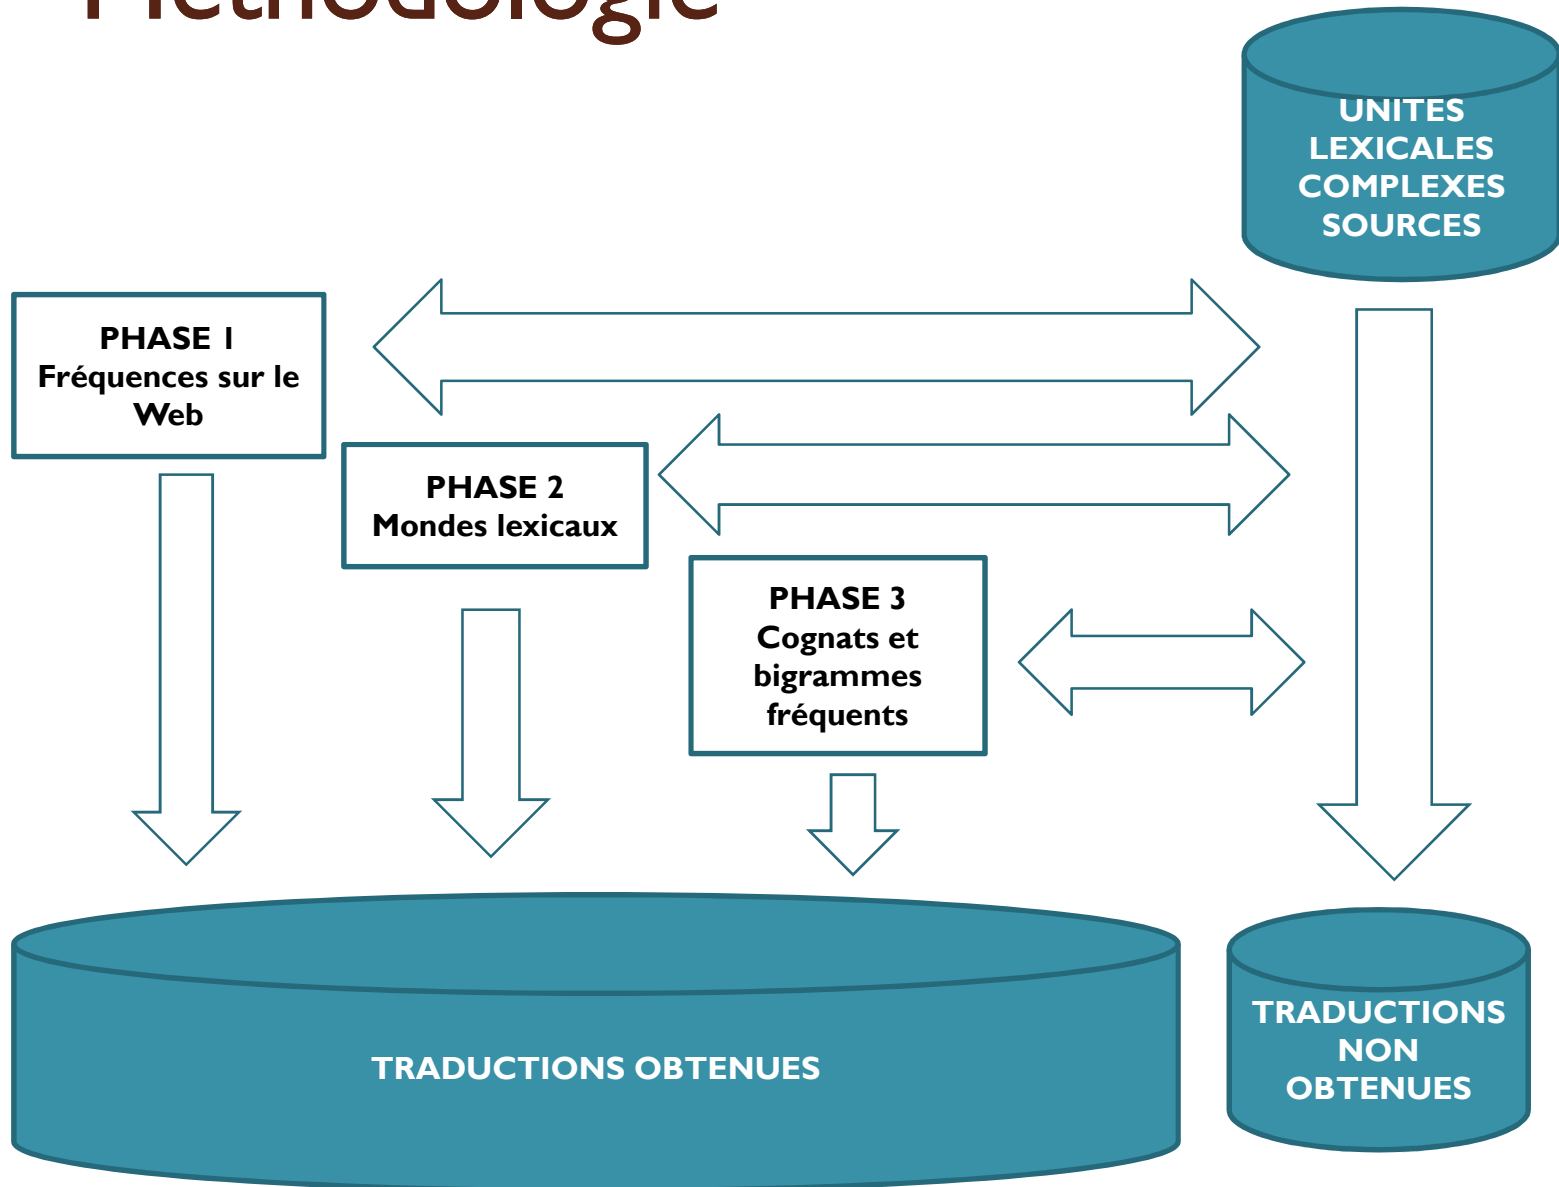 Méthodologie
UNITES
LEXICALES
COMPLEXES
SOURCES
PHASE 1
Fréquences sur le
Web
PHASE 2
Mondes lexicaux
PHASE 3
Cognats et
bigrammes
fréquents
TRADUCTIONS OBTENUES
TRADUCTIONS
NON
OBTENUES